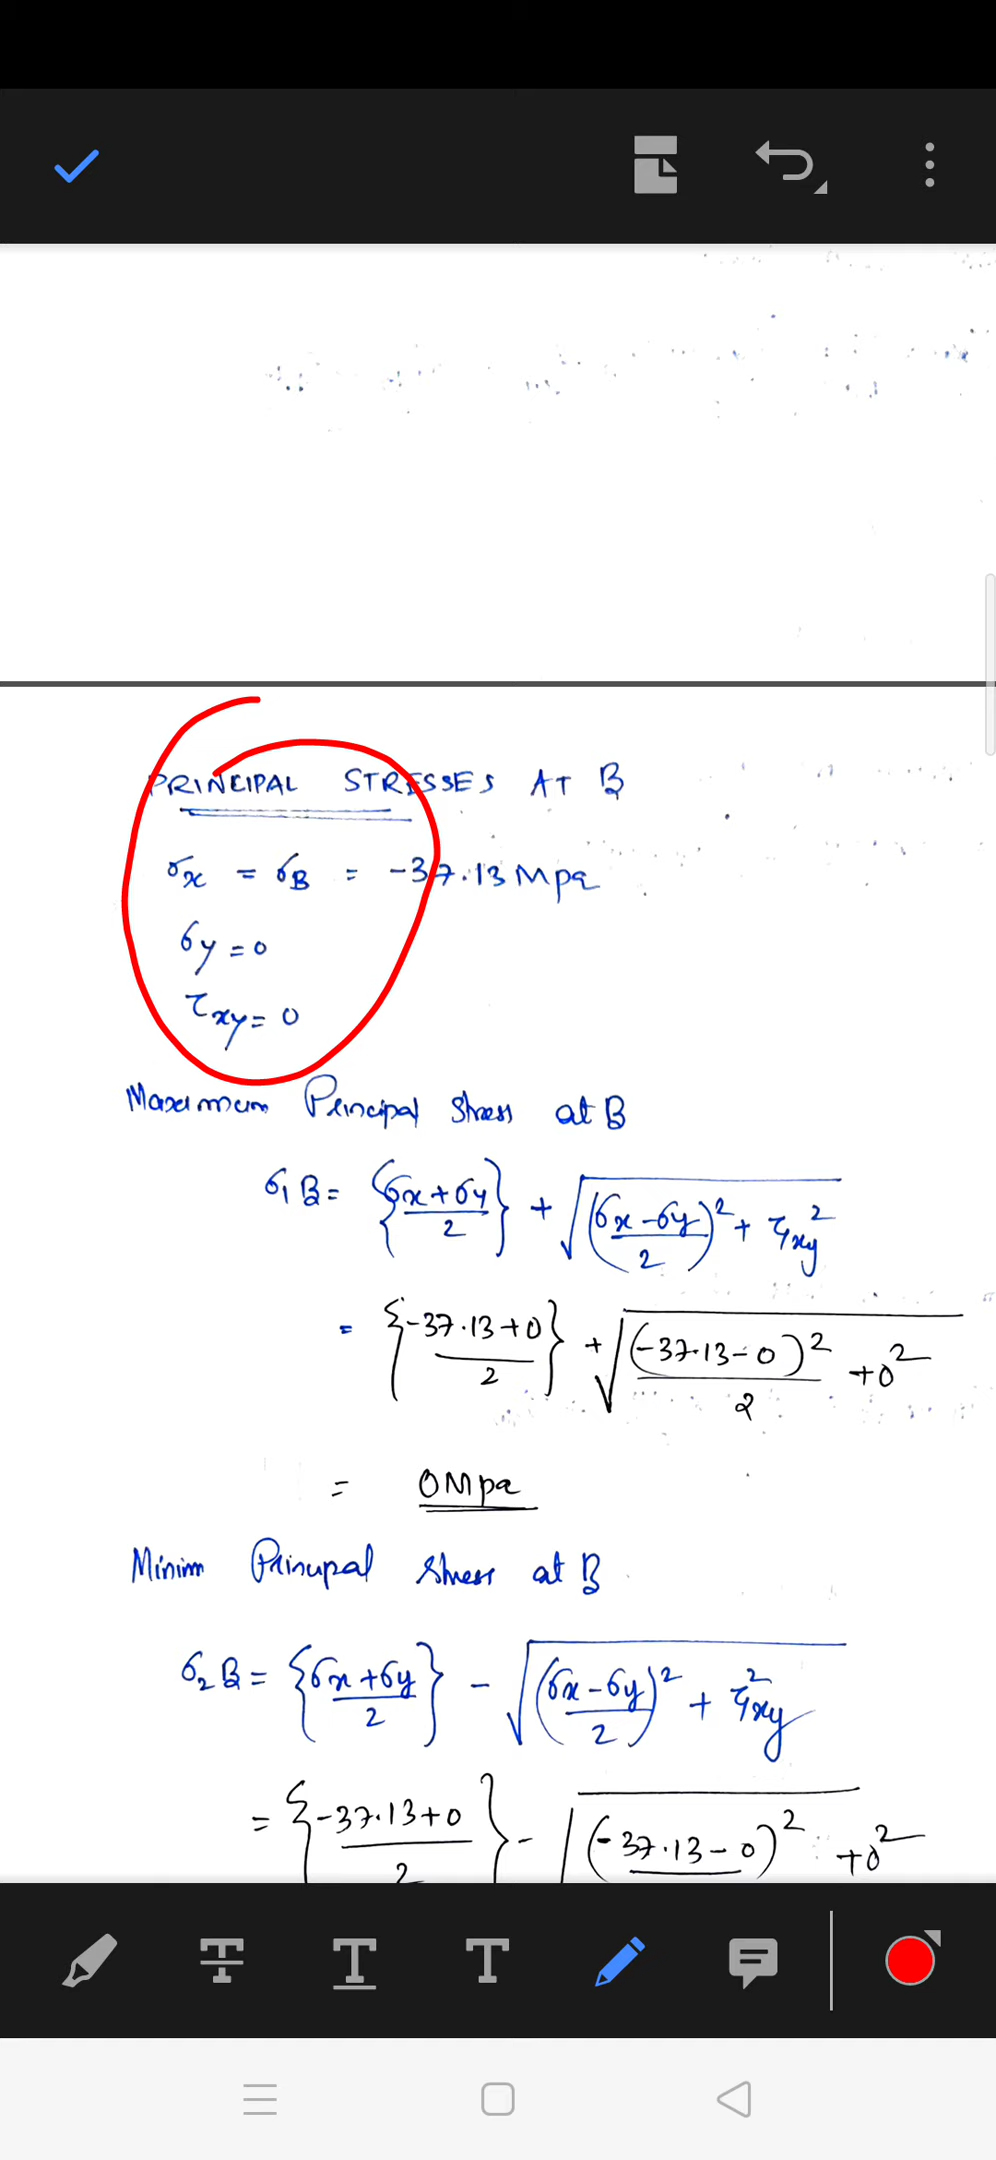 PRINCIPAL STRESSES AT B
σx = σB = -37.13 Mpa
σy = 0
τxy = 0
Maximum Principal Stress at B
σ1 B = {σx + σy / 2} + √((σx - σy / 2)² + τxy²)
= {-37.13 + 0 / 2} + √((-37.13 - 0)² / 2 + 0²)
= 0 Mpa
Minim Principal Stress at B
σ2 B = {σx + σy / 2} - √((σx - σy / 2)² + τxy²)
= {-37.13 + 0 / 2} - √((-37.13 - 0)² + 0²
T T T